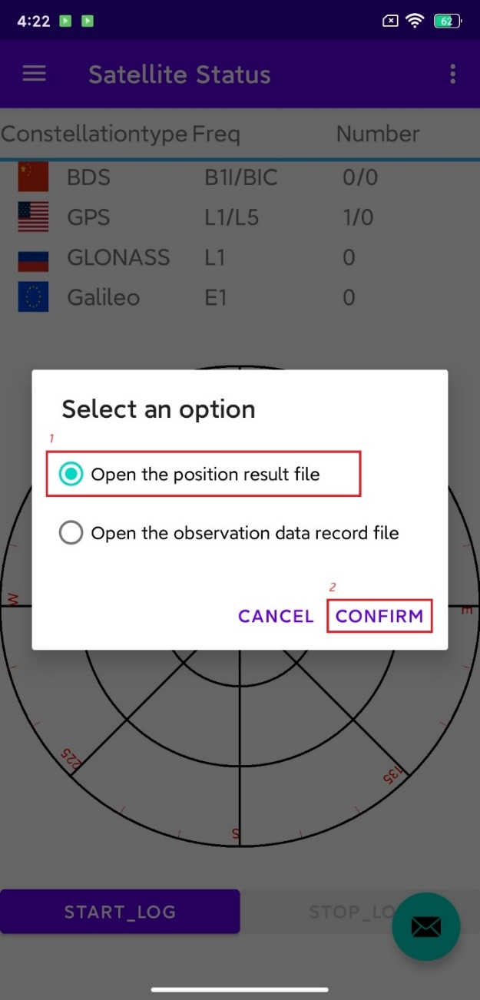 4:22
62
Satellite Status
Constellationtype Freq Number
BDS B1I/BIC 0/0
GPS L1/L5 1/0
GLONASS L1 0
Galileo E1 0
Select an option
1
Open the position result file
Open the observation data record file
2
CANCEL CONFIRM
W
E
225
135
S
START_LOG STOP_LO